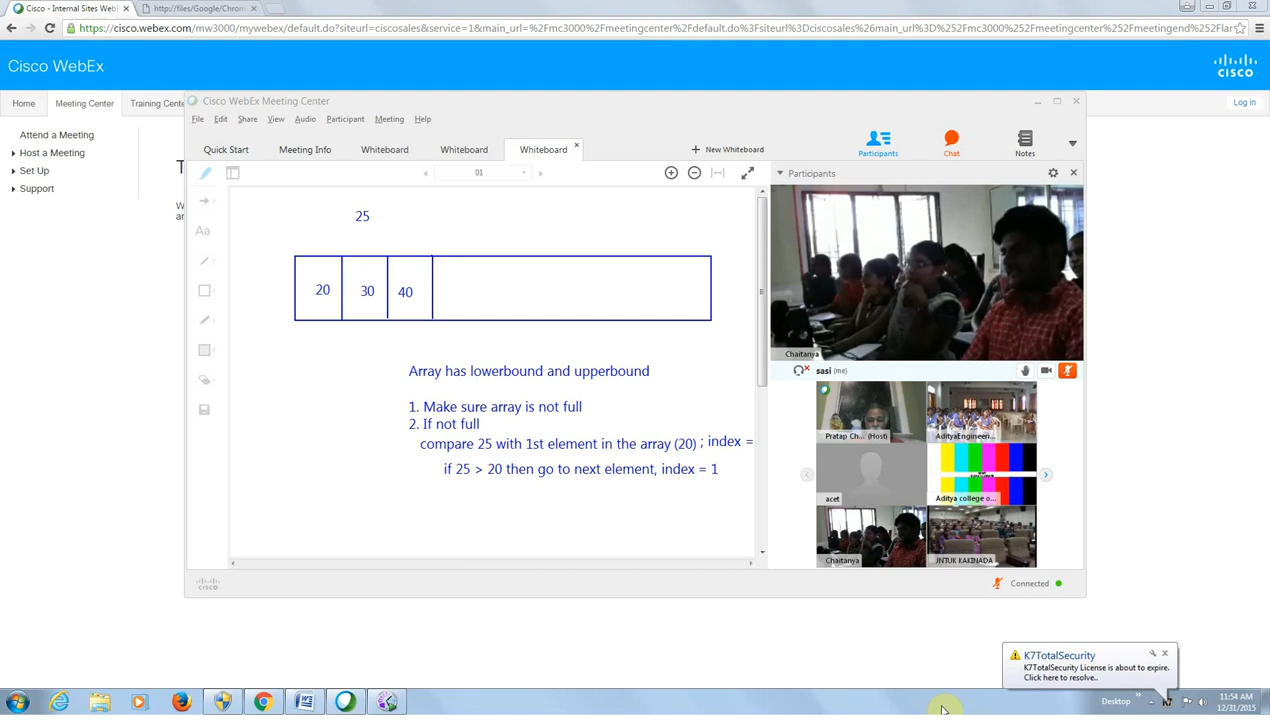 Cisco - Internal Sites Webl
http://files/Google/Chrom
https://cisco.webex.com/mw3000/mywebex/default.do?siteurl=ciscosales&service=1&main_url=%2Fmc3000%2Fmeetingcenter%2Fdefault.do%3Fsiteurl%3Dciscosales%26main_url%3D%252Fmc3000%252Fmeetingcenter%252Fmeetingend%252Flar
Cisco WebEx
CISCO
Home
Meeting Center
Training Cente
Log In
Attend a Meeting
Host a Meeting
Set Up
Support
T
W
ar
Cisco WebEx Meeting Center
File Edit Share View Audio Participant Meeting Help
Quick Start
Meeting Info
Whiteboard
Whiteboard
Whiteboard
New Whiteboard
Participants
Chat
Notes
01
Participants
Aa
25
20 30 40
Array has lowerbound and upperbound
1. Make sure array is not full
2. If not full
compare 25 with 1st element in the array (20) ; index =
if 25 > 20 then go to next element, index = 1
Chaitanya
sasi (me)
Pratap Ch... (Host)
AdityaEngineeri...
acet
Aditya college o...
Chaitanya
JNTUK KAKINADA
cisco
Connected
K7TotalSecurity
K7TotalSecurity License is about to expire.
Click here to resolve..
Desktop
11:54 AM
12/31/2015